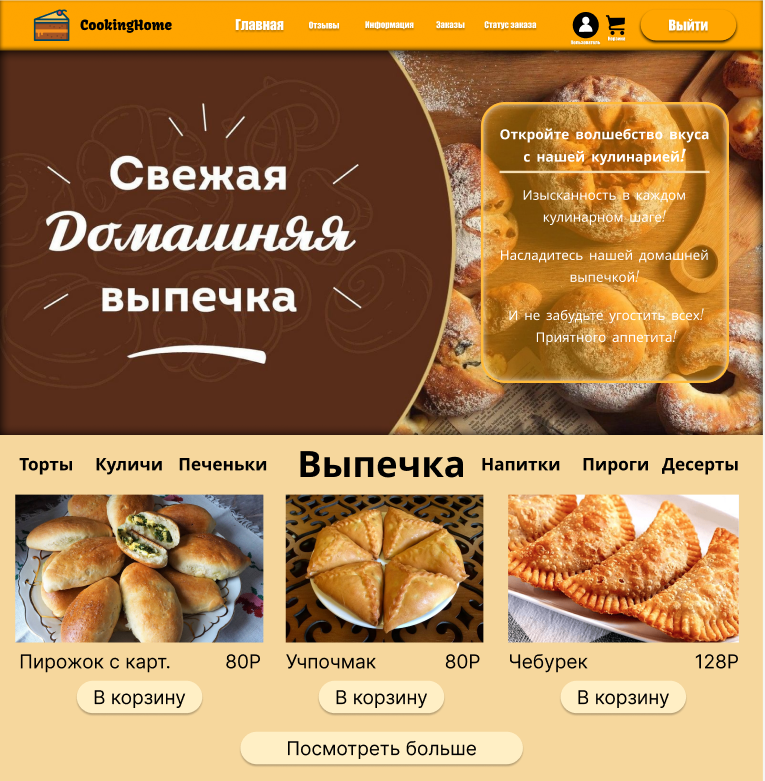 CookingHome
Главная Отзывы Информация Заказы Статус заказа Пользователь Корзина Выйти
Свежая
Домашняя
выпечка
Откройте волшебство вкуса
с нашей кулинарией!
Изысканность в каждом
кулинарном шаге!
Насладитесь нашей домашней
выпечкой!
И не забудьте угостить всех!
Приятного аппетита!
Торты Куличи Печеньки Выпечка Напитки Пироги Десерты
Пирожок с карт. 80Р
Учпочмак 80Р
Чебурек 128Р
В корзину В корзину В корзину
Посмотреть больше